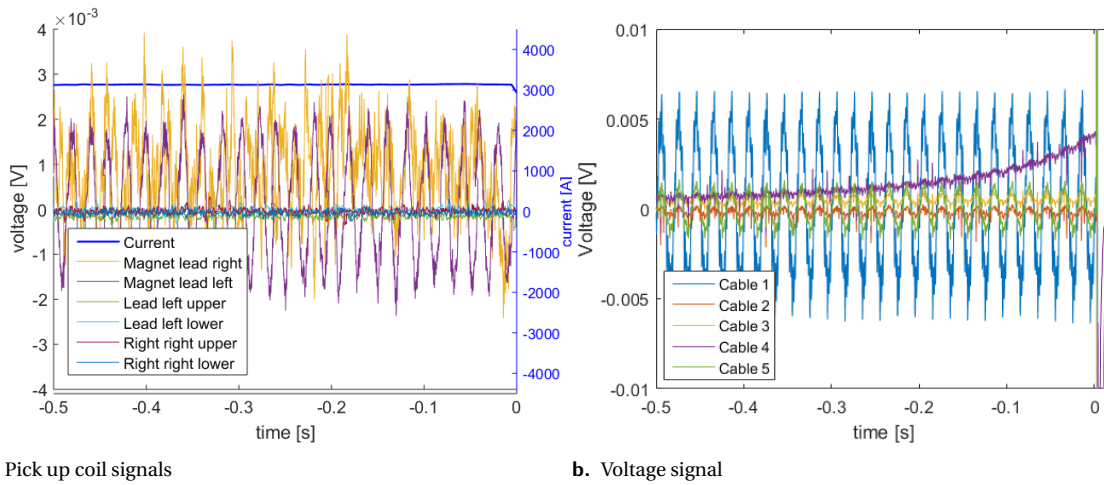 ×10⁻³
4
3
2
1
0
-1
-2
-3
-4
voltage [V]
4000
3000
2000
1000
0
-1000
-2000
-3000
-4000
current [A]
Current
Magnet lead right
Magnet lead left
Lead left upper
Lead left lower
Right right upper
Right right lower
-0.5 -0.4 -0.3 -0.2 -0.1 0
time [s]
Pick up coil signals
0.01
0.005
0
-0.005
-0.01
Voltage [V]
Cable 1
Cable 2
Cable 3
Cable 4
Cable 5
-0.5 -0.4 -0.3 -0.2 -0.1 0
time [s]
b. Voltage signal